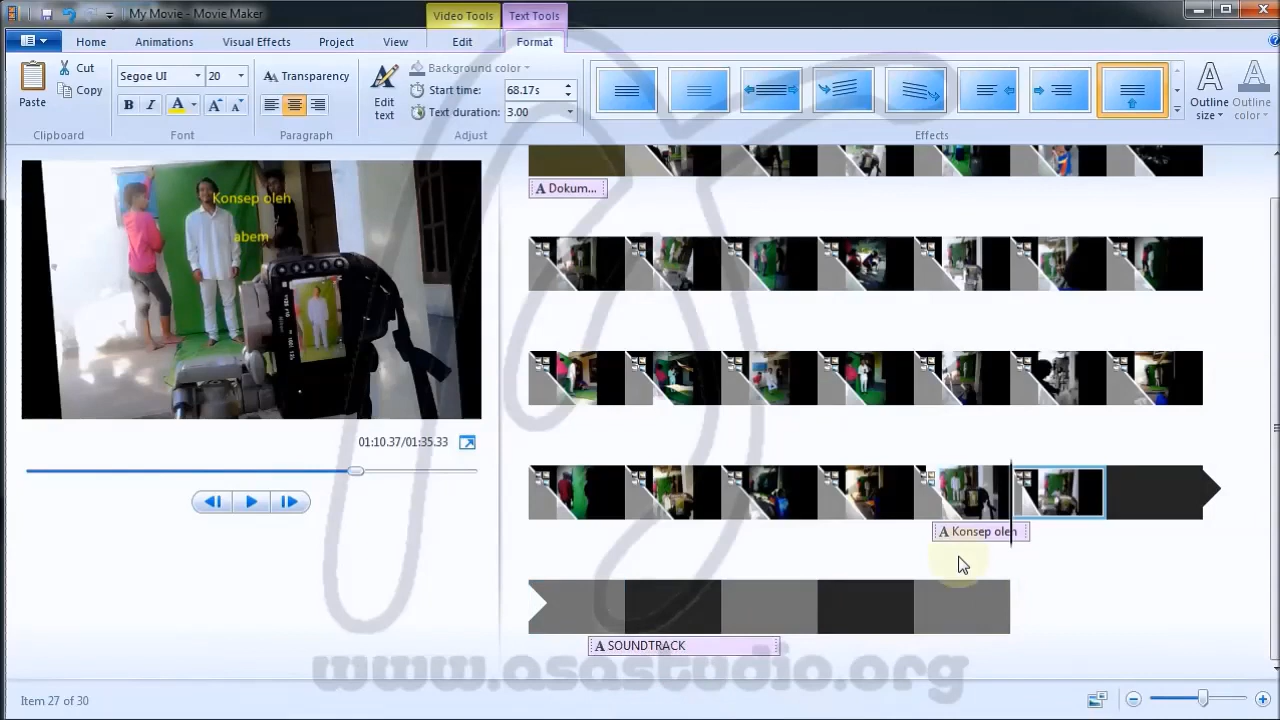 My Movie - Movie Maker
Video Tools
Text Tools
Home
Animations
Visual Effects
Project
View
Edit
Format
Paste
Cut
Copy
Clipboard
Segoe UI
20
B
I
A
Font
Transparency
Paragraph
Edit text
Background color
Start time: 68.17s
Text duration: 3.00
Adjust
Effects
Outline size
Outline color
Konsep oleh
abem
01:10.37/01:35.33
A Dokum...
A Konsep oleh
A SOUNDTRACK
www.asastudio.org
Item 27 of 30